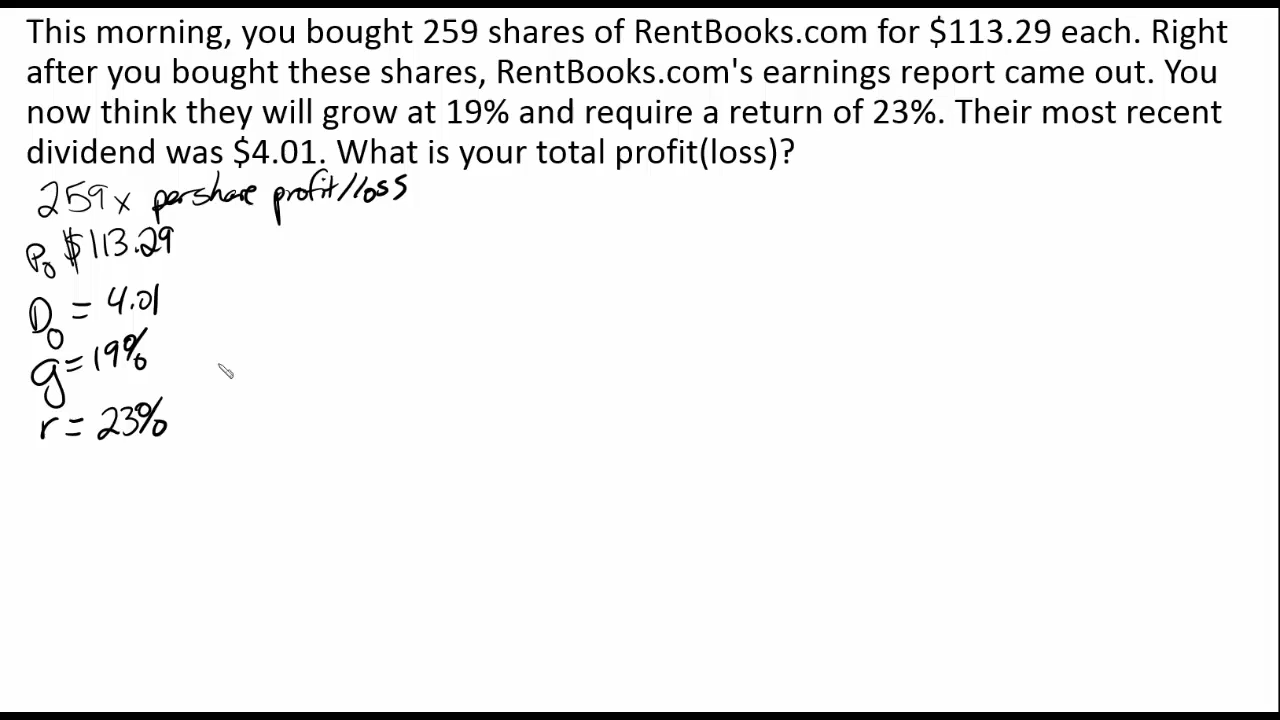 This morning, you bought 259 shares of RentBooks.com for $113.29 each. Right
after you bought these shares, RentBooks.com's earnings report came out. You
now think they will grow at 19% and require a return of 23%. Their most recent
dividend was $4.01. What is your total profit(loss)?
259 x per share profit/loss
P₀ $113.29
D₀ = 4.01
g = 19%
r = 23%